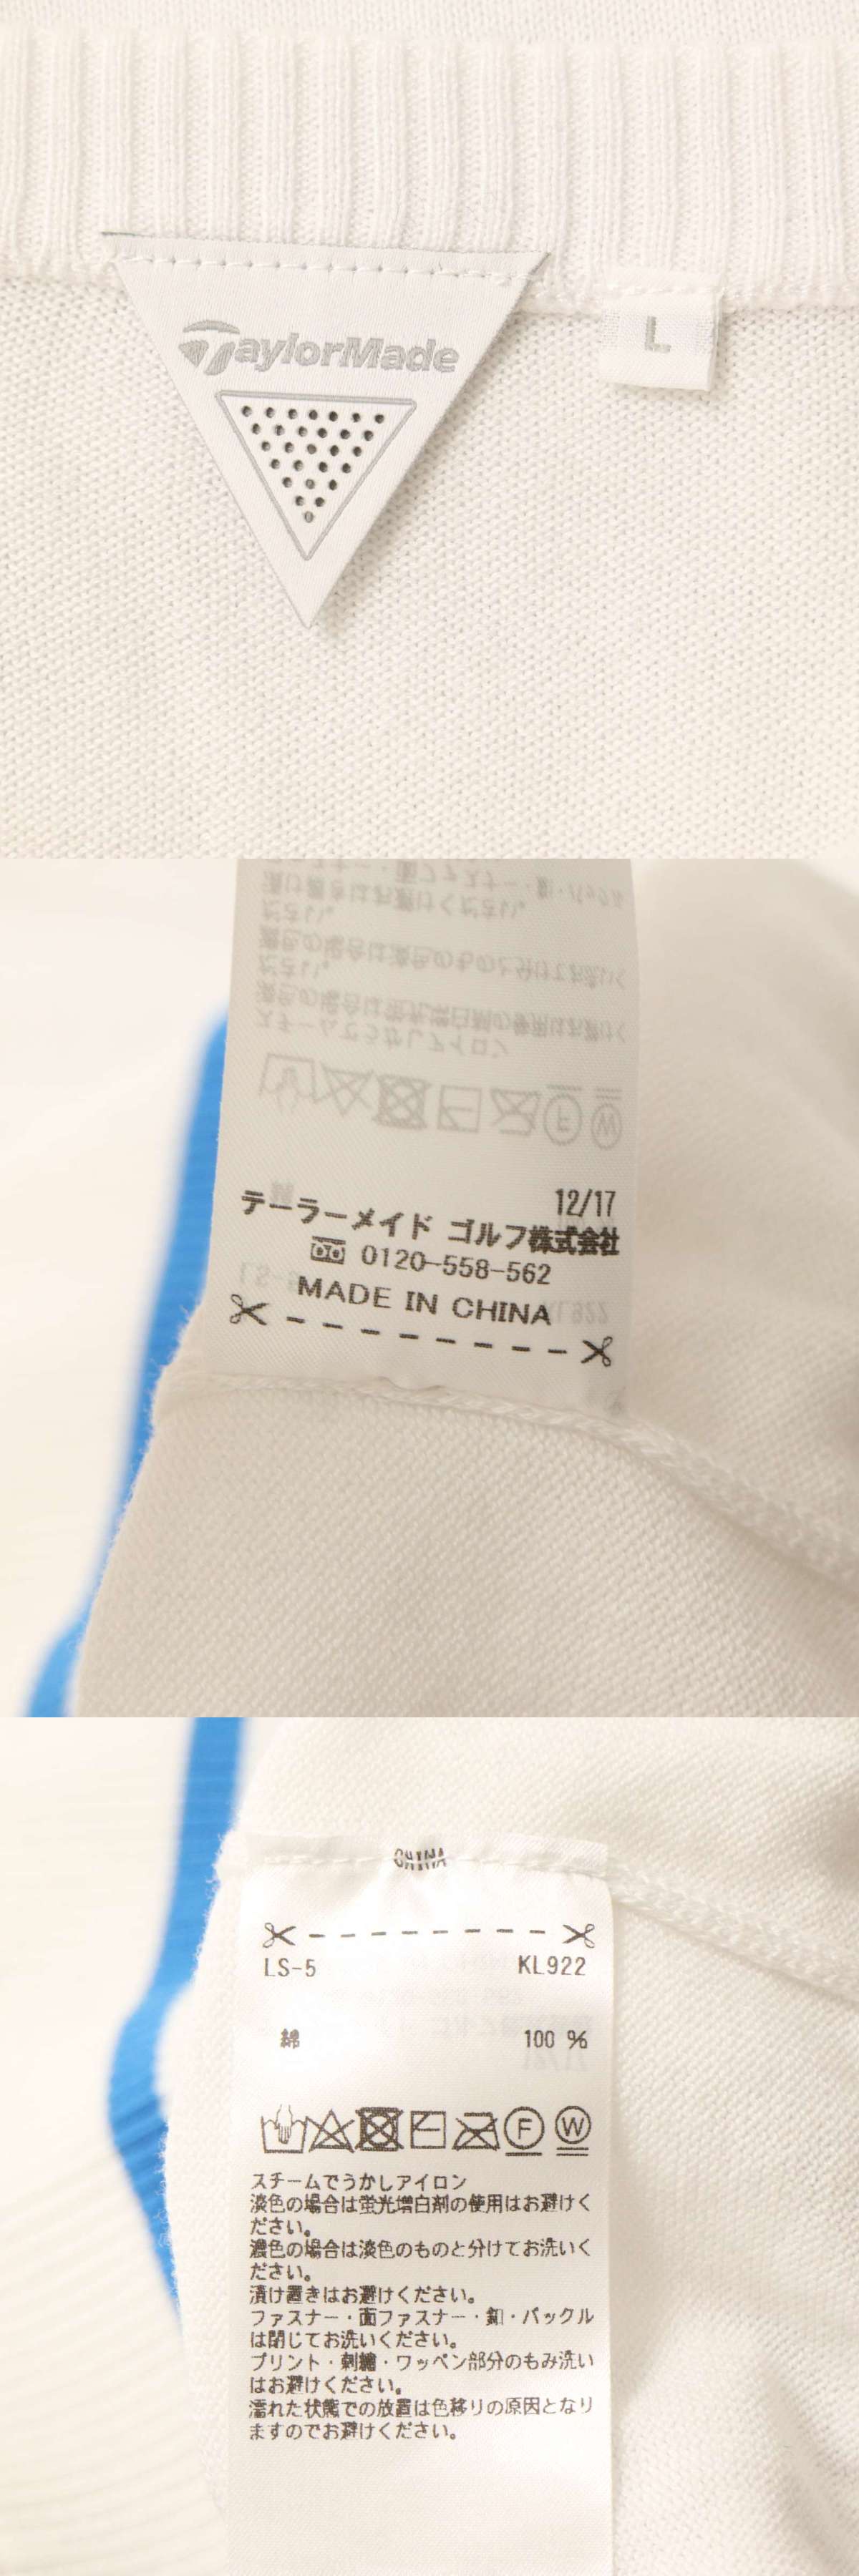 TaylorMade
L
12/17
テーラーメイド ゴルフ株式会社
0120-558-562
MADE IN CHINA
CHINA
LS-5 KL922
綿 100 %
F W
スチームでうかしアイロン
淡色の場合は蛍光増白剤の使用はお避けく
ださい。
濃色の場合は淡色のものと分けてお洗いく
ださい。
漬け置きはお避けください。
ファスナー・面ファスナー・釦・バックル
は閉じてお洗いください。
プリント・刺繍・ワッペン部分のもみ洗い
はお避けください。
濡れた状態での放置は色移りの原因となり
ますのでお避けください。